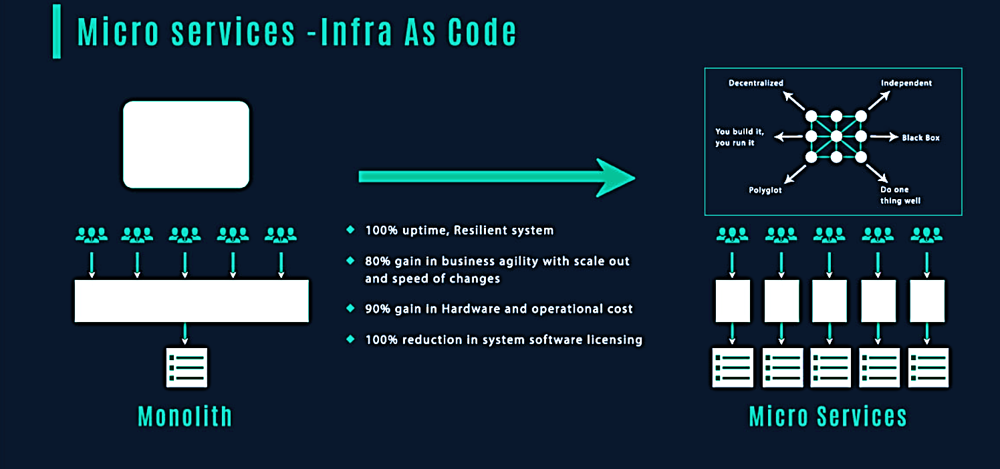 Micro services -Infra As Code
Decentralized
Independent
You build it,
you run it
Black Box
Polyglot
Do one
thing well
100% uptime, Resilient system
80% gain in business agility with scale out
and speed of changes
90% gain in Hardware and operational cost
100% reduction in system software licensing
Monolith
Micro Services